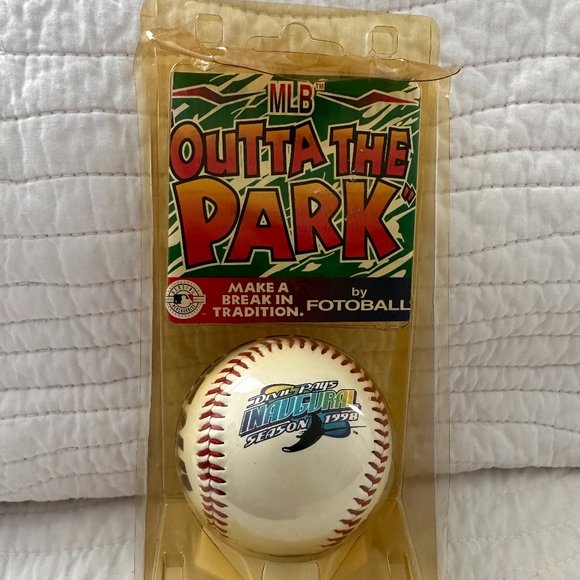 MLB™
OUTTA THE
PARK™
MAKE A
BREAK IN
TRADITION.
by
FOTOBALL
DEVIL RAYS
INAUGURAL
SEASON 1998